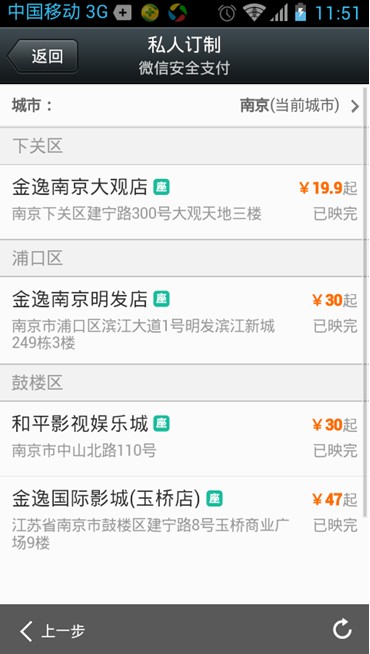 中国移动 3G 11:51
返回
私人订制
微信安全支付
城市： 南京(当前城市)
下关区
金逸南京大观店 座 ￥19.9起
南京下关区建宁路300号大观天地三楼 已映完
浦口区
金逸南京明发店 座 ￥30起
南京市浦口区滨江大道1号明发滨江新城 已映完
249栋3楼
鼓楼区
和平影视娱乐城 座 ￥30起
南京市中山北路110号 已映完
金逸国际影城(玉桥店) 座 ￥47起
江苏省南京市鼓楼区建宁路8号玉桥商业广 已映完
场9楼
上一步